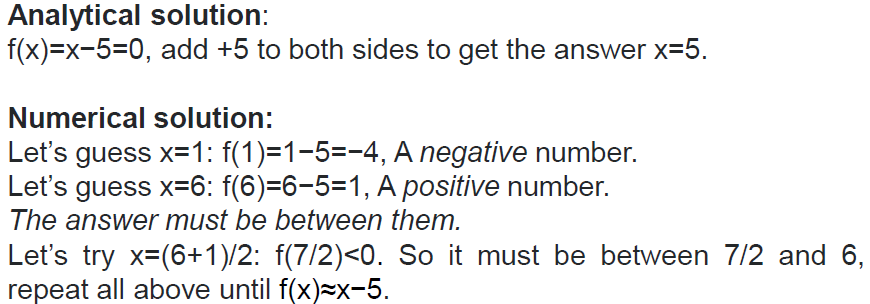 Analytical solution:
f(x)=x−5=0, add +5 to both sides to get the answer x=5.
Numerical solution:
Let’s guess x=1: f(1)=1−5=−4, A negative number.
Let’s guess x=6: f(6)=6−5=1, A positive number.
The answer must be between them.
Let’s try x=(6+1)/2: f(7/2)<0. So it must be between 7/2 and 6,
repeat all above until f(x)≈x−5.